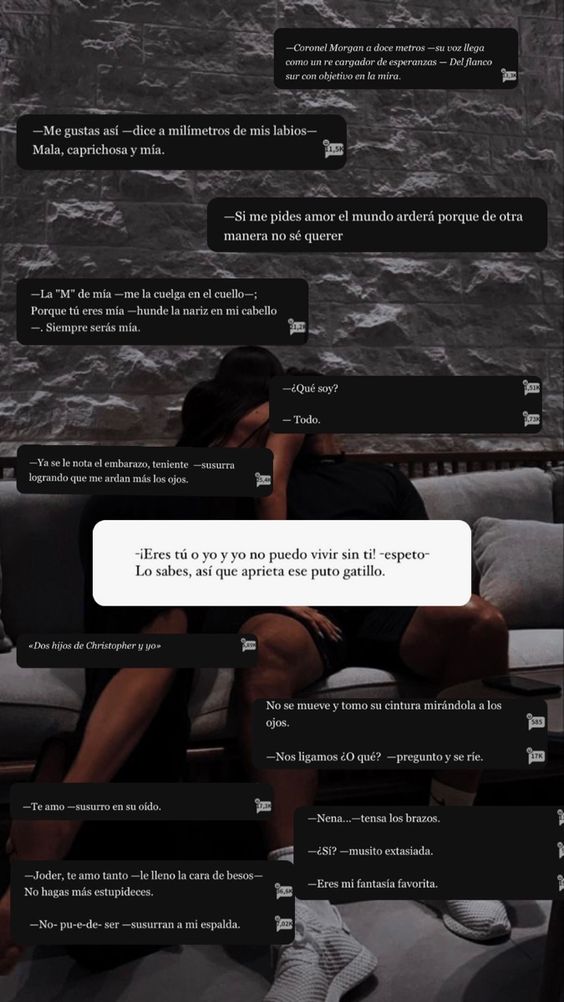 —Coronel Morgan a doce metros —su voz llega
como un re cargador de esperanzas — Del flanco
sur con objetivo en la mira.
—Me gustas así —dice a milímetros de mis labios—
Mala, caprichosa y mía.
11,5K
—Si me pides amor el mundo arderá porque de otra
manera no sé querer
—La "M" de mía —me la cuelga en el cuello—;
Porque tú eres mía —hunde la nariz en mi cabello
—. Siempre serás mía.
—¿Qué soy?
— Todo.
—Ya se le nota el embarazo, teniente —susurra
logrando que me ardan más los ojos.
-¡Eres tú o yo y yo no puedo vivir sin ti! -espeto-
Lo sabes, así que aprieta ese puto gatillo.
«Dos hijos de Christopher y yo»
No se mueve y tomo su cintura mirándola a los
ojos.
585
—Nos ligamos ¿O qué? —pregunto y se ríe.
17K
—Te amo —susurro en su oído.
—Nena...—tensa los brazos.
—¿Sí? —musito extasiada.
—Eres mi fantasía favorita.
—Joder, te amo tanto —le lleno la cara de besos—
No hagas más estupideces.
—No- pu-e-de- ser —susurran a mi espalda.